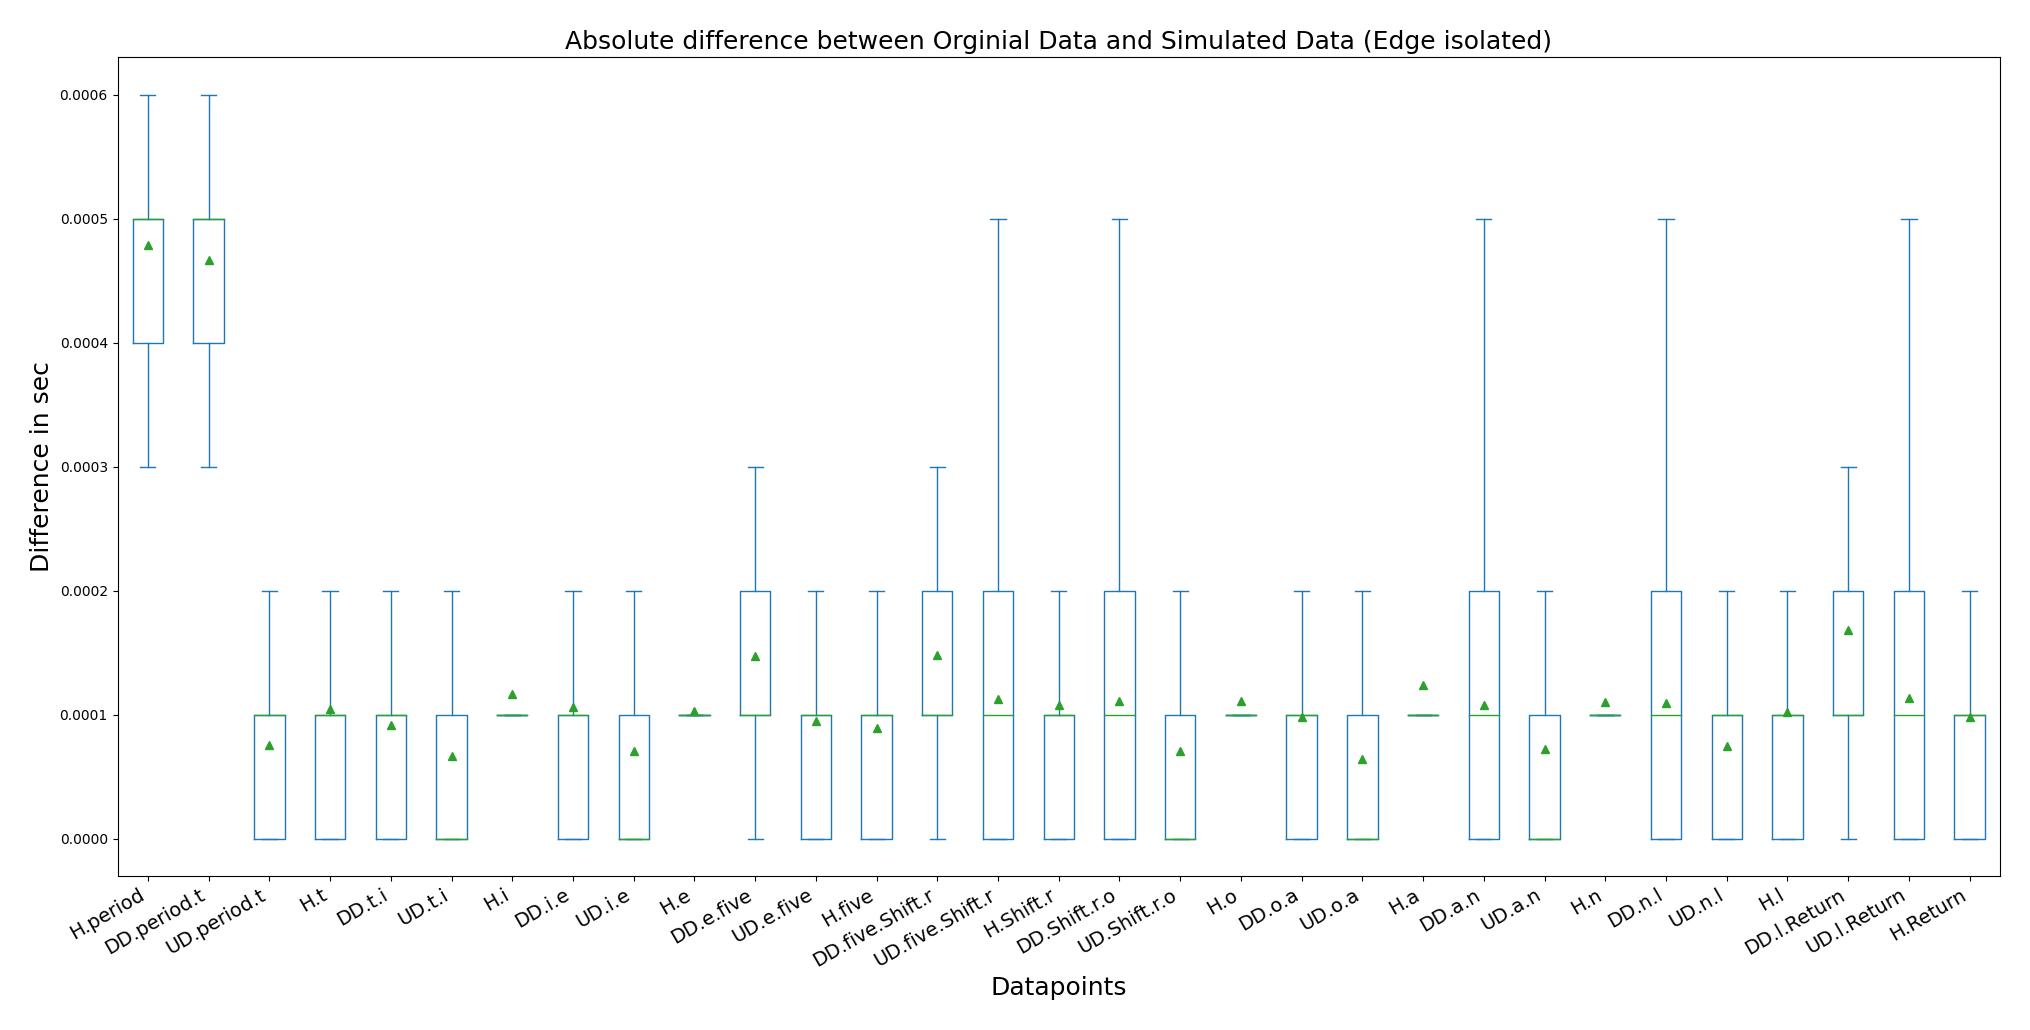 Absolute difference between Orginial Data and Simulated Data (Edge isolated)
0.0006
0.0005
0.0004
0.0003
0.0002
0.0001
0.0000
Difference in sec
H.period
DD.period.t
UD.period.t
H.t
DD.t.i
UD.t.i
H.i
DD.i.e
UD.i.e
H.e
DD.e.five
UD.e.five
H.five
DD.five.Shift.r
UD.five.Shift.r
H.Shift.r
DD.Shift.r.o
UD.Shift.r.o
H.o
DD.o.a
UD.o.a
H.a
DD.a.n
UD.a.n
H.n
DD.n.l
UD.n.l
H.l
DD.l.Return
UD.l.Return
H.Return
Datapoints